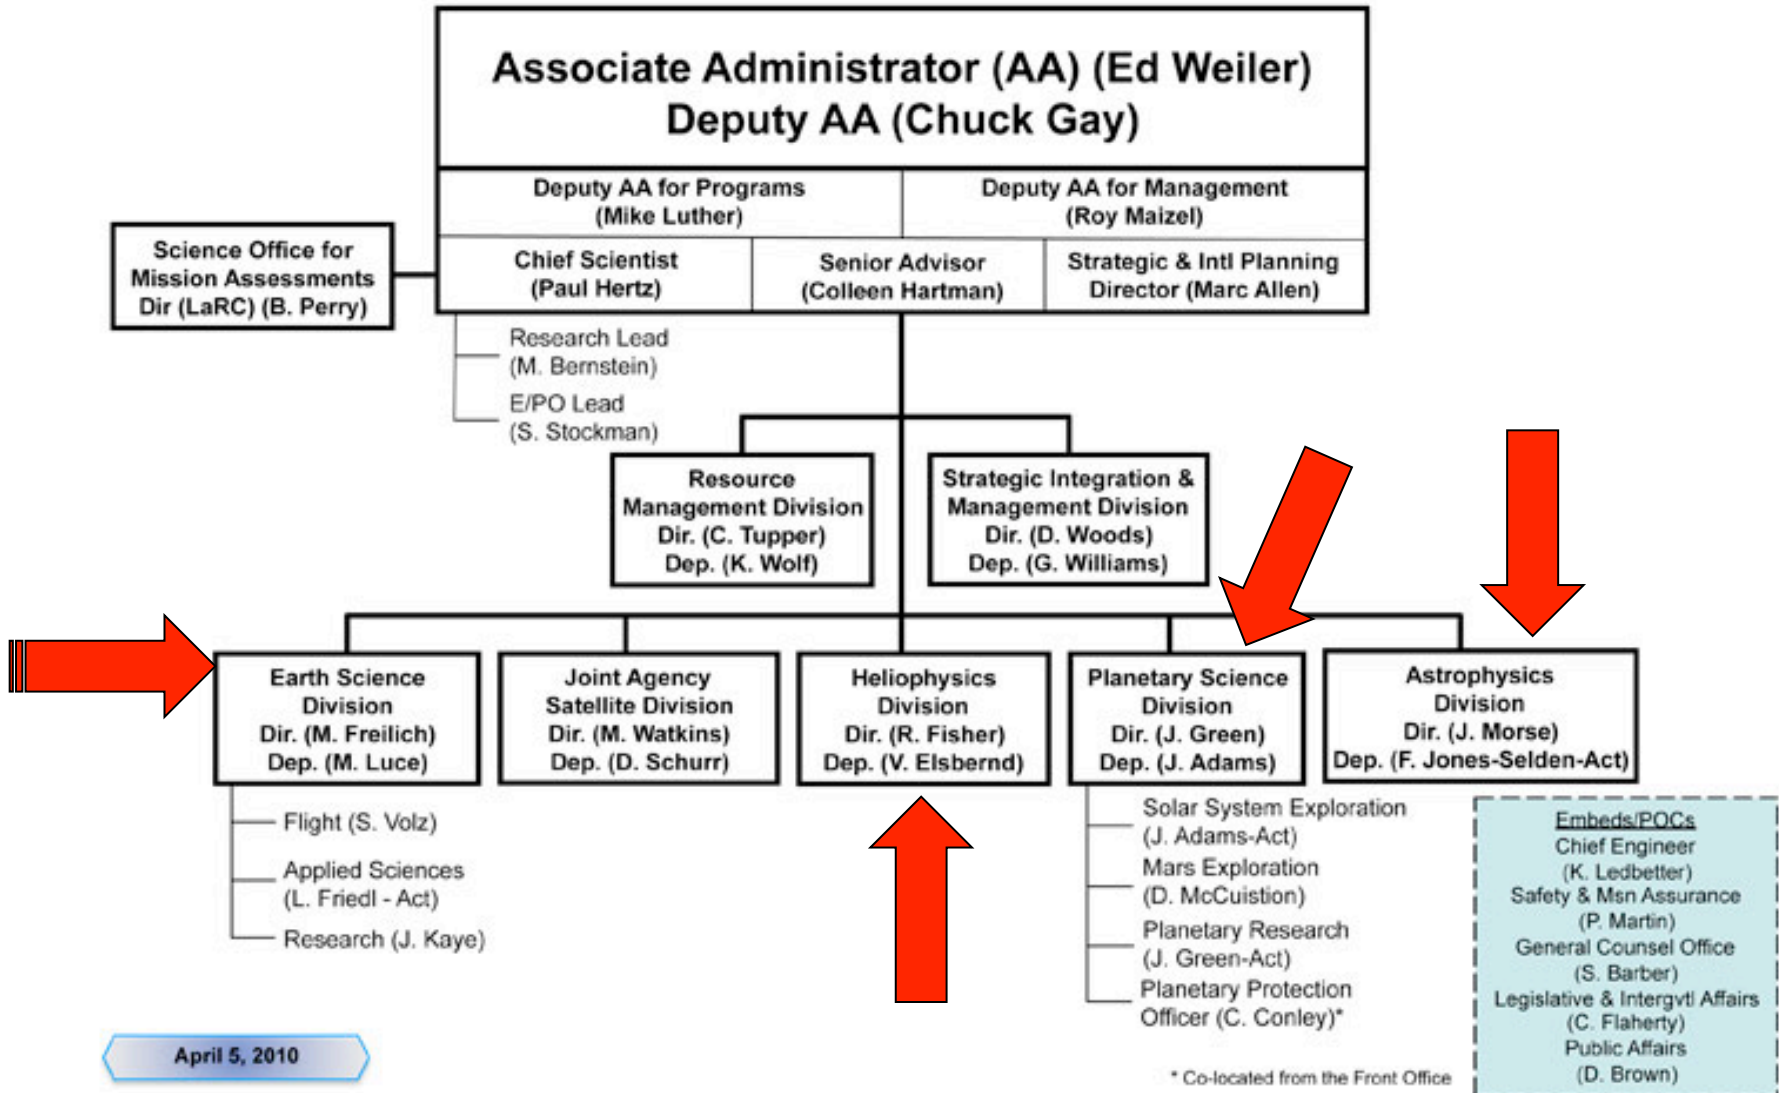 Associate Administrator (AA) (Ed Weiler)
Deputy AA (Chuck Gay)
Deputy AA for Programs
(Mike Luther)
Deputy AA for Management
(Roy Maizel)
Science Office for
Mission Assessments
Dir (LaRC) (B. Perry)
Chief Scientist
(Paul Hertz)
Senior Advisor
(Colleen Hartman)
Strategic & Intl Planning
Director (Marc Allen)
Research Lead
(M. Bernstein)
E/PO Lead
(S. Stockman)
Resource
Management Division
Dir. (C. Tupper)
Dep. (K. Wolf)
Strategic Integration &
Management Division
Dir. (D. Woods)
Dep. (G. Williams)
Earth Science
Division
Dir. (M. Freilich)
Dep. (M. Luce)
Joint Agency
Satellite Division
Dir. (M. Watkins)
Dep. (D. Schurr)
Heliophysics
Division
Dir. (R. Fisher)
Dep. (V. Elsbernd)
Planetary Science
Division
Dir. (J. Green)
Dep. (J. Adams)
Astrophysics
Division
Dir. (J. Morse)
Dep. (F. Jones-Selden-Act)
Flight (S. Volz)
Applied Sciences
(L. Friedl - Act)
Research (J. Kaye)
Solar System Exploration
(J. Adams-Act)
Mars Exploration
(D. McCuistion)
Planetary Research
(J. Green-Act)
Planetary Protection
Officer (C. Conley)*
Embeds/POCs
Chief Engineer
(K. Ledbetter)
Safety & Msn Assurance
(P. Martin)
General Counsel Office
(S. Barber)
Legislative & Intergvtl Affairs
(C. Flaherty)
Public Affairs
(D. Brown)
April 5, 2010
* Co-located from the Front Office